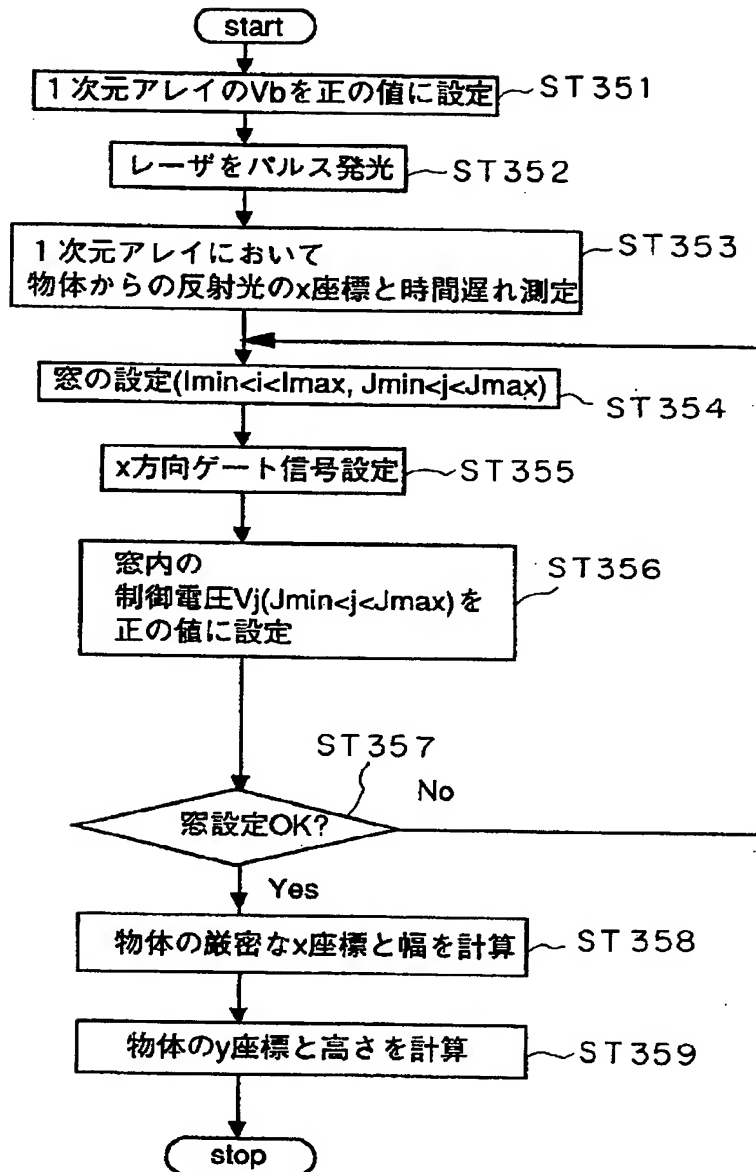 start
1次元アレイのVbを正の値に設定
ST351
レーザをパルス発光
ST352
1次元アレイにおいて
物体からの反射光のx座標と時間遅れ測定
ST353
窓の設定(Imin<i<Imax, Jmin<j<Jmax)
ST354
x方向ゲート信号設定
ST355
窓内の
制御電圧Vj(Jmin<j<Jmax)を
正の値に設定
ST356
ST357
窓設定OK?
No
Yes
物体の厳密なx座標と幅を計算
ST358
物体のy座標と高さを計算
ST359
stop